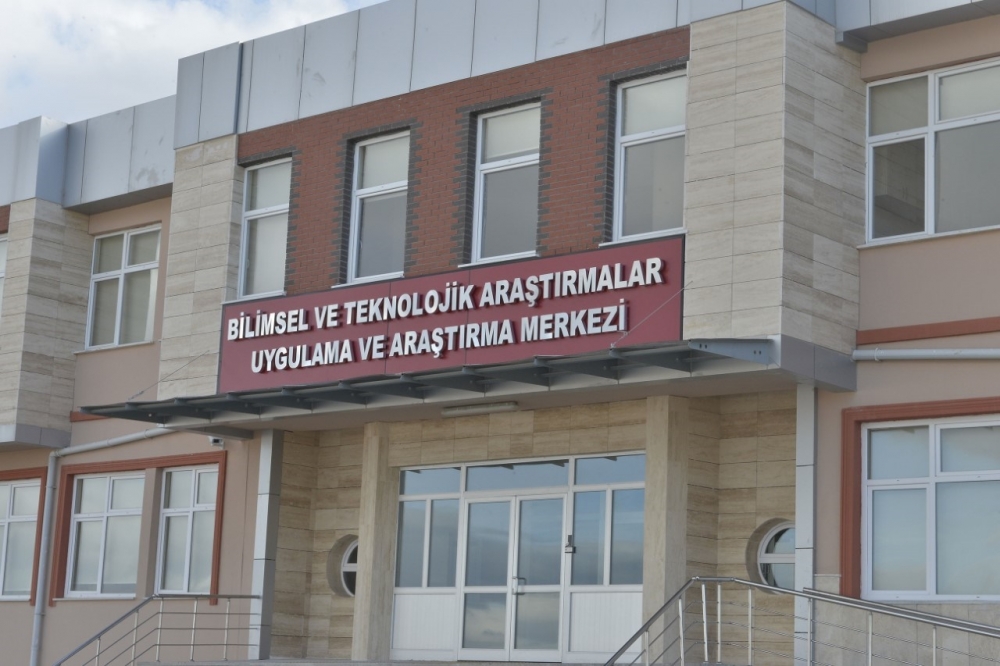 BİLİMSEL VE TEKNOLOJİK ARAŞTIRMALAR
UYGULAMA VE ARAŞTIRMA MERKEZİ